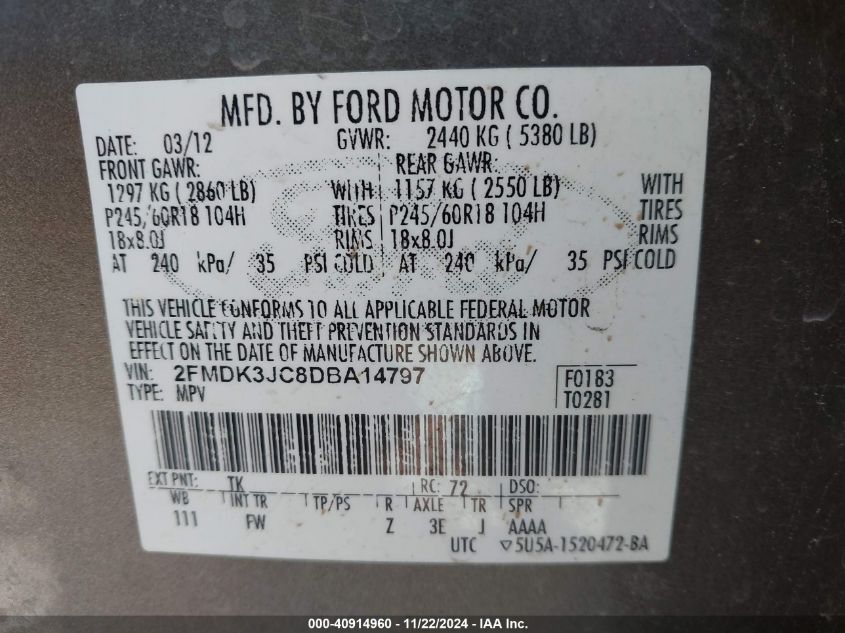 MFD. BY FORD MOTOR CO.
DATE: 03/12 GVWR: 2440 KG ( 5380 LB)
FRONT GAWR: REAR GAWR:
1297 KG ( 2860 LB) WITH 1157 KG ( 2550 LB) WITH
P245/60R18 104H TIRES P245/60R18 104H TIRES
18x8.0J RIMS 18x8.0J RIMS
AT 240 kPa/ 35 PSI COLD AT 240 kPa/ 35 PSI COLD
THIS VEHICLE CONFORMS TO ALL APPLICABLE FEDERAL MOTOR
VEHICLE SAFETY AND THEFT PREVENTION STANDARDS IN
EFFECT ON THE DATE OF MANUFACTURE SHOWN ABOVE.
VIN: 2FMDK3JC8DBA14797 F0183
TYPE: MPV T0281
EXT PNT: TK RC: 72 DSO:
WB INT TR TP/PS R AXLE TR SPR
111 FW Z 3E J AAAA
UTC ▽5U5A-1520472-BA
000-40914960 - 11/22/2024 - IAA Inc.